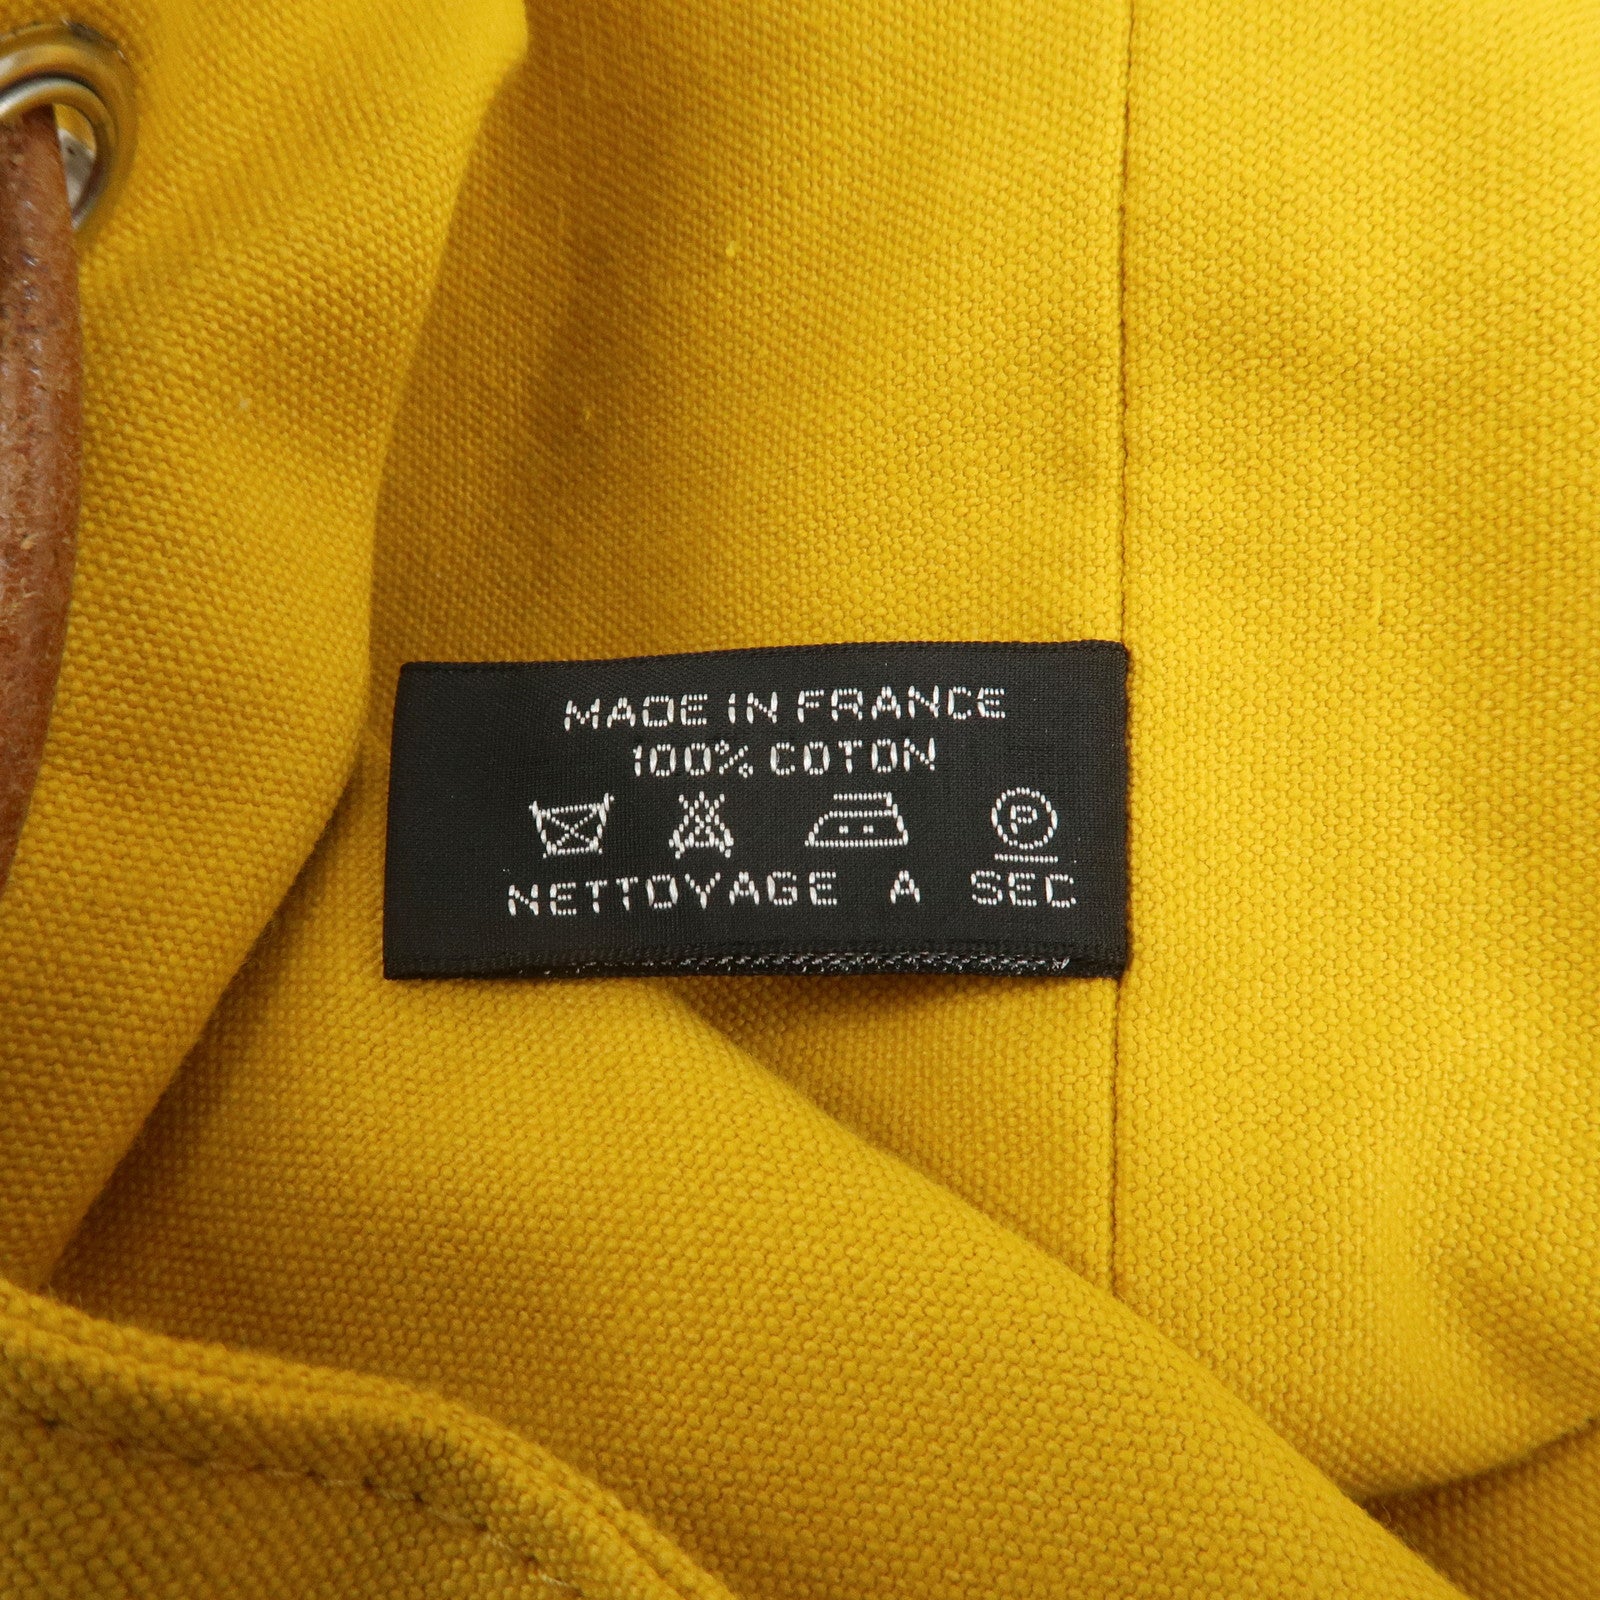 MADE IN FRANCE
100% COTON
P
NETTOYAGE A SEC